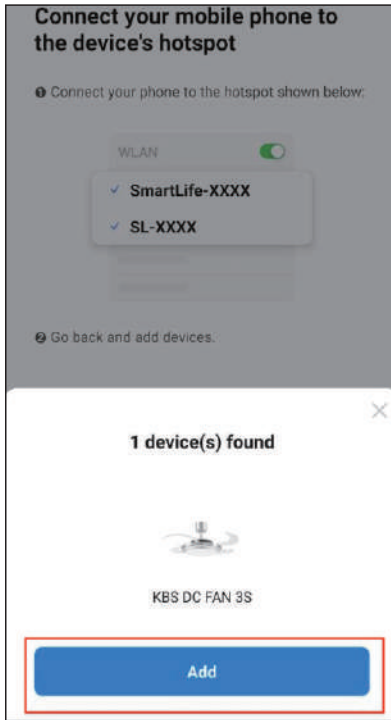 Connect your mobile phone to
the device's hotspot
❶ Connect your phone to the hotspot shown below:
WLAN
✓ SmartLife-XXXX
✓ SL-XXXX
❷ Go back and add devices.
1 device(s) found
KBS DC FAN 3S
Add